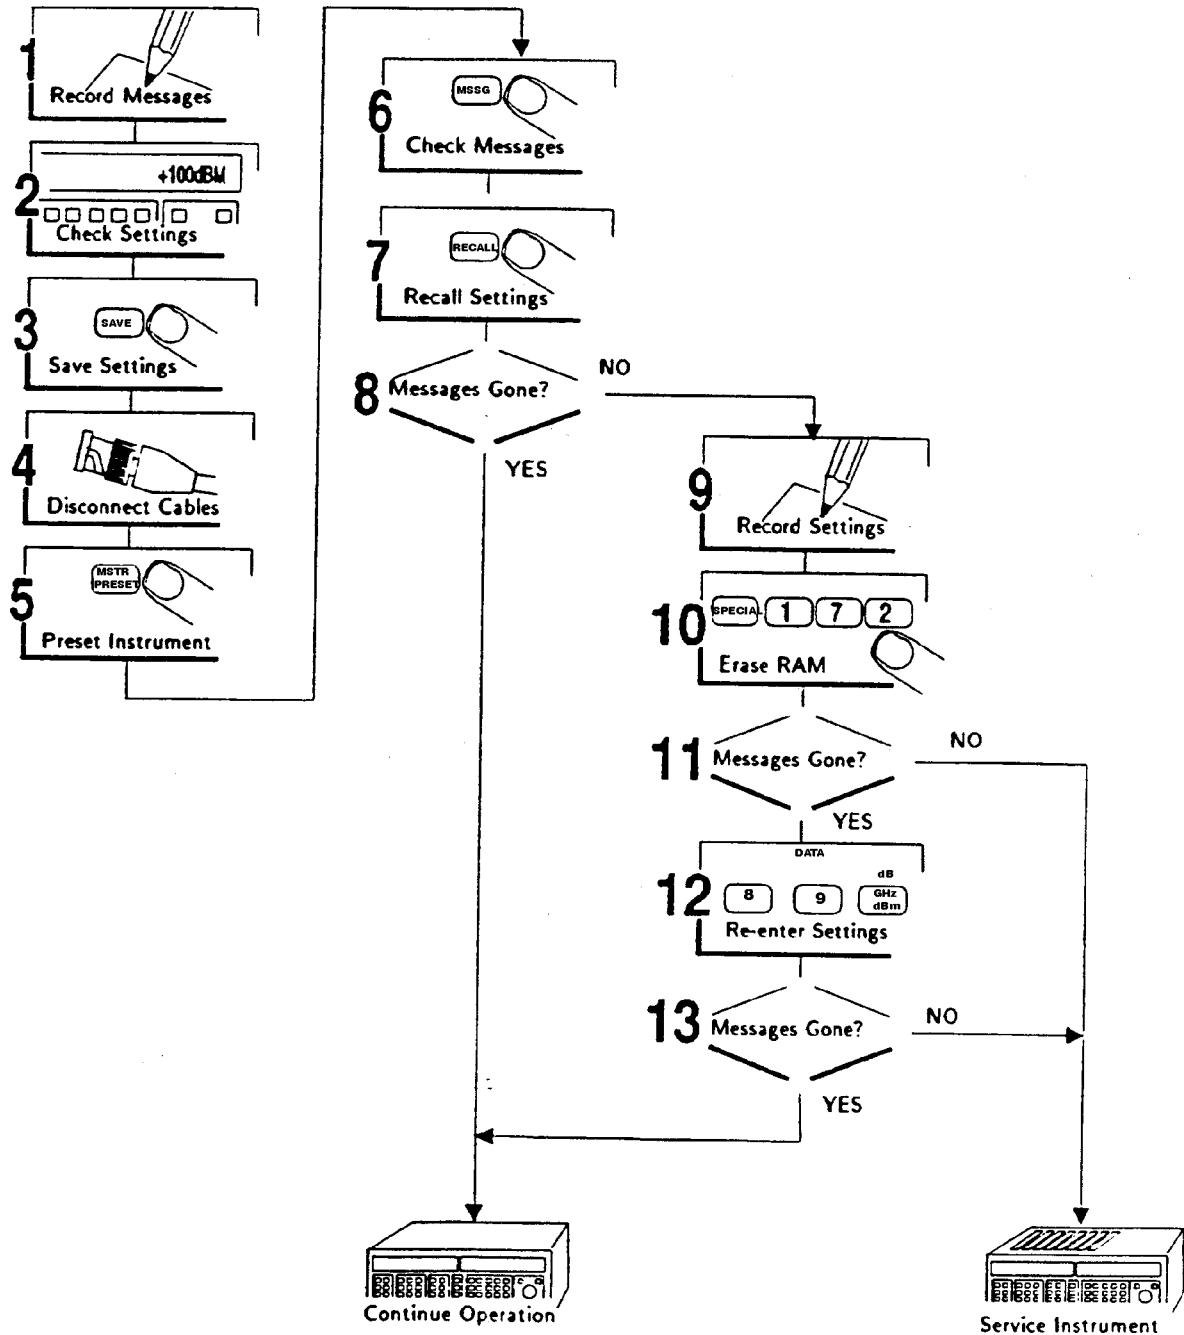 1
Record Messages
2
+100dBM
Check Settings
3
SAVE
Save Settings
4
Disconnect Cables
5
MSTR
PRESET
Preset Instrument
6
MSSG
Check Messages
7
RECALL
Recall Settings
8
Messages Gone?
NO
YES
9
Record Settings
10
SPECIAL 1 7 2
Erase RAM
11
Messages Gone?
NO
YES
12
DATA
8 9
dB
GHz
dBm
Re-enter Settings
13
Messages Gone?
NO
YES
Continue Operation
Service Instrument